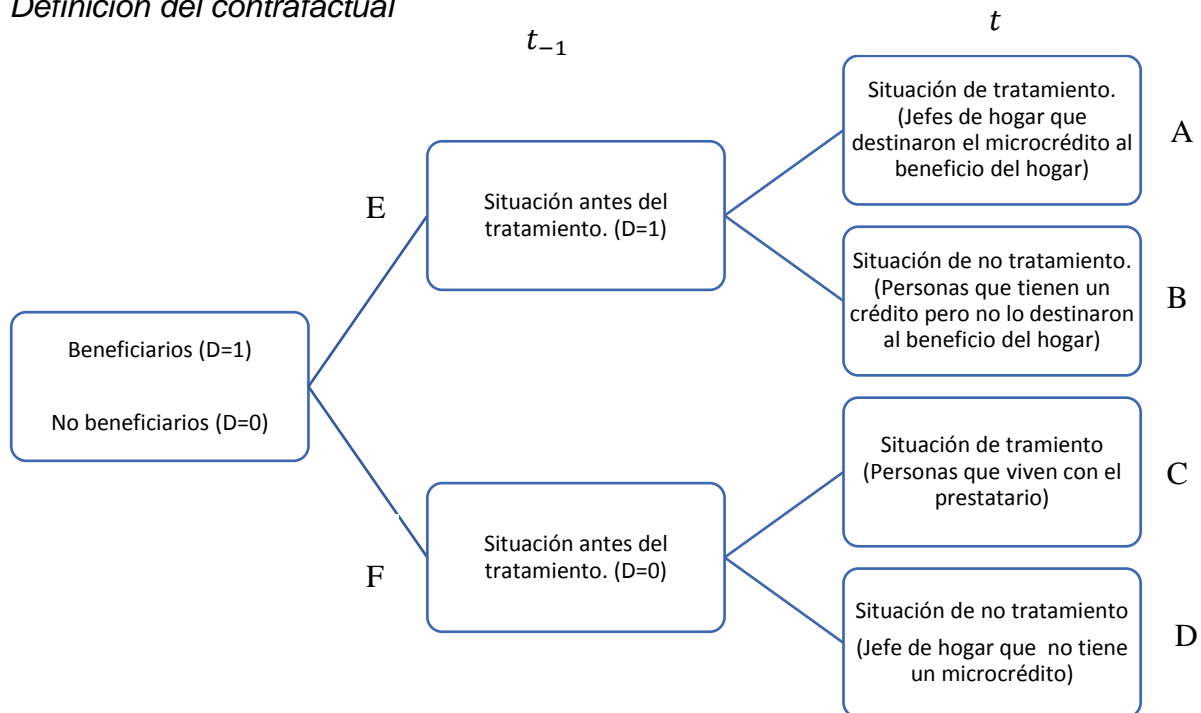 Definición del contrafactual
t₋₁
t
Situación de tratamiento.
(Jefes de hogar que
destinaron el microcrédito al
beneficio del hogar)
A
E
Situación antes del
tratamiento. (D=1)
Situación de no tratamiento.
(Personas que tienen un
crédito pero no lo destinaron
al beneficio del hogar)
B
Beneficiarios (D=1)
No beneficiarios (D=0)
Situación de tramiento
(Personas que viven con el
prestatario)
C
F
Situación antes del
tratamiento. (D=0)
Situación de no tratamiento
(Jefe de hogar que no tiene
un microcrédito)
D